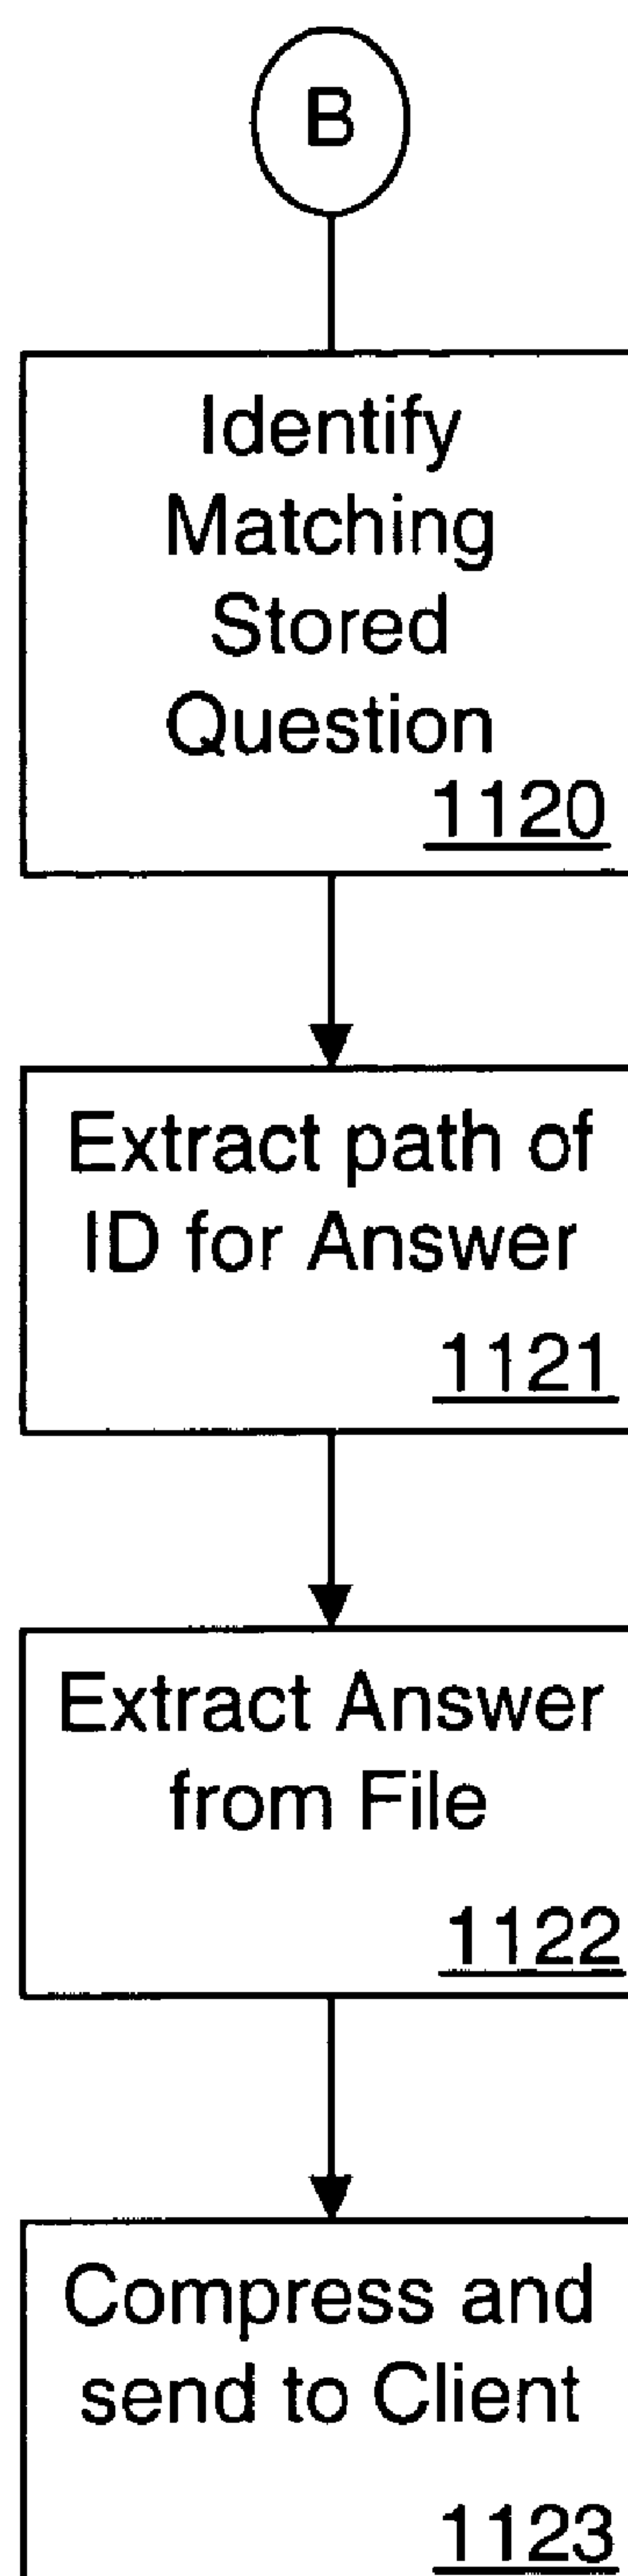 B
Identify
Matching
Stored
Question
1120
Extract path of
ID for Answer
1121
Extract Answer
from File
1122
Compress and
send to Client
1123